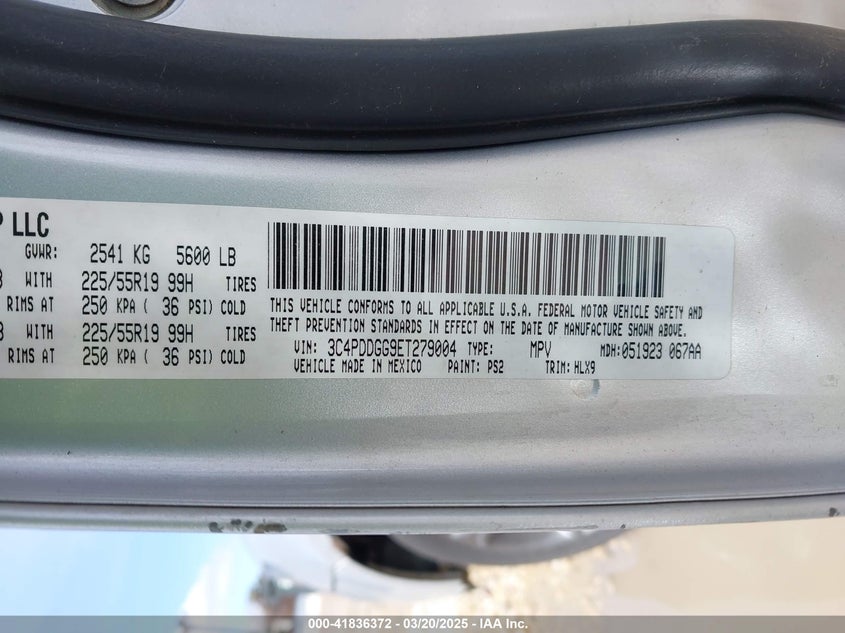 LLC
GVWR: 2541 KG 5600 LB
WITH 225/55R19 99H TIRES
RIMS AT 250 KPA ( 36 PSI) COLD
WITH 225/55R19 99H TIRES
RIMS AT 250 KPA ( 36 PSI) COLD
THIS VEHICLE CONFORMS TO ALL APPLICABLE U.S.A. FEDERAL MOTOR VEHICLE SAFETY AND
THEFT PREVENTION STANDARDS IN EFFECT ON THE DATE OF MANUFACTURE SHOWN ABOVE.
VIN: 3C4PDDGG9ET279004 TYPE: MPV MDH:051923 067AA
VEHICLE MADE IN MEXICO PAINT: PS2 TRIM: HLX9
000-41836372 — 03/20/2025 — IAA Inc.